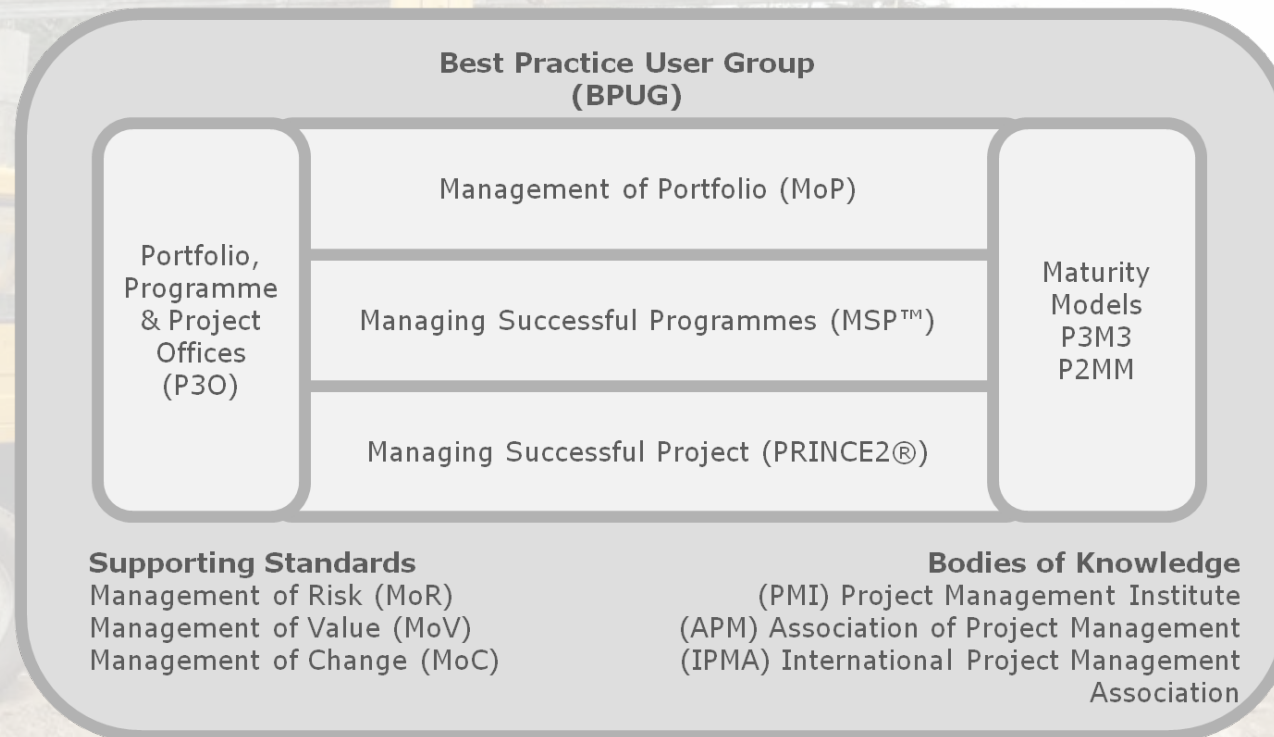 Best Practice User Group
(BPUG)
Portfolio,
Programme
& Project
Offices
(P3O)
Management of Portfolio (MoP)
Managing Successful Programmes (MSP™)
Managing Successful Project (PRINCE2®)
Maturity
Models
P3M3
P2MM
Supporting Standards
Management of Risk (MoR)
Management of Value (MoV)
Management of Change (MoC)
Bodies of Knowledge
(PMI) Project Management Institute
(APM) Association of Project Management
(IPMA) International Project Management
Association